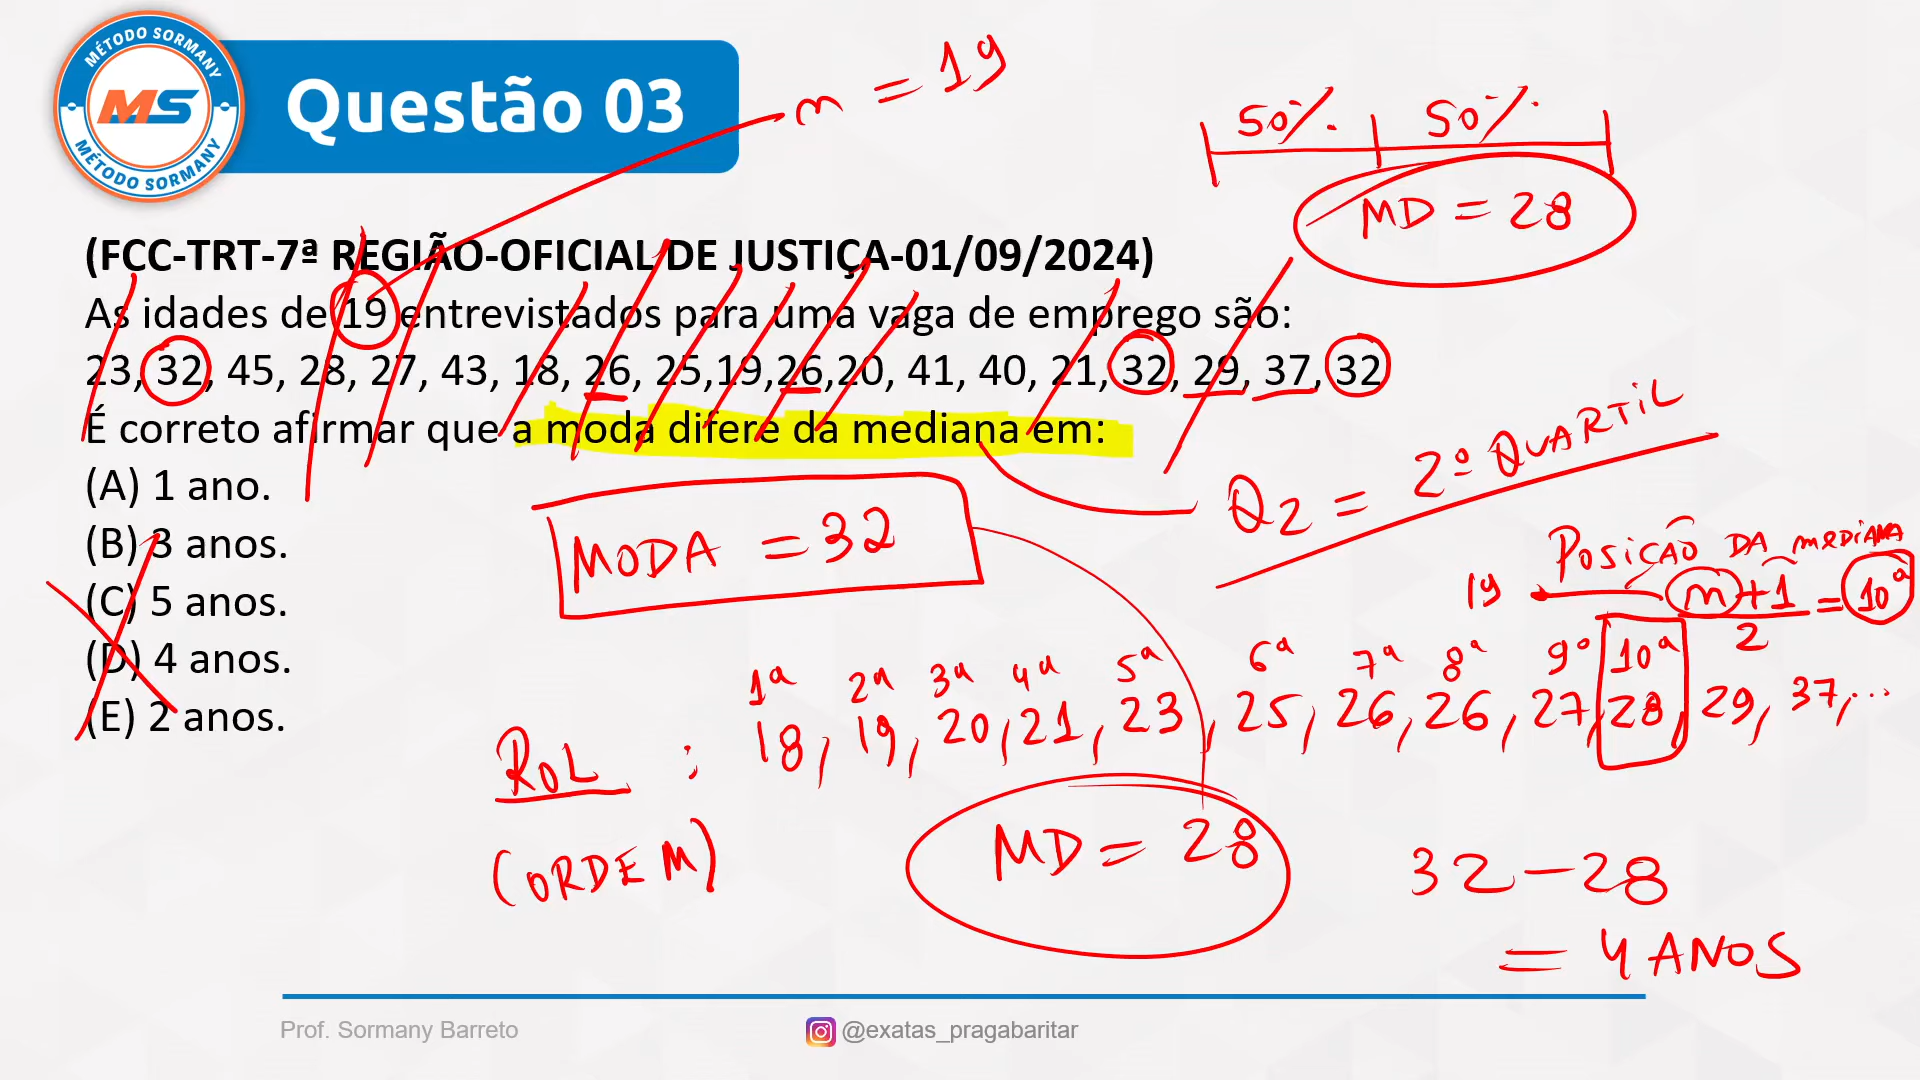 MÉTODO SORMANY
MS
MÉTODO SORMANY
Questão 03
n = 19
50% 50%
MD = 28
(FCC-TRT-7ª REGIÃO-OFICIAL DE JUSTIÇA-01/09/2024)
As idades de 19 entrevistados para uma vaga de emprego são:
23, 32, 45, 28, 27, 43, 18, 26, 25,19,26,20, 41, 40, 21, 32, 29, 37, 32
É correto afirmar que a moda difere da mediana em:
(A) 1 ano.
(B) 3 anos.
(C) 5 anos.
(D) 4 anos.
(E) 2 anos.
Q2 = 2º QUARTIL
MODA = 32
POSIÇÃO DA MEDIANA
19 n+1 = 10ª
2
1ª 2ª 3ª 4ª 5ª 6ª 7ª 8ª 9º 10ª
ROL : 18, 19, 20, 21, 23, 25, 26, 26, 27, 28, 29, 37, ...
(ORDEM)
MD = 28
32 - 28
= 4 ANOS
Prof. Sormany Barreto
@exatas_pragabaritar